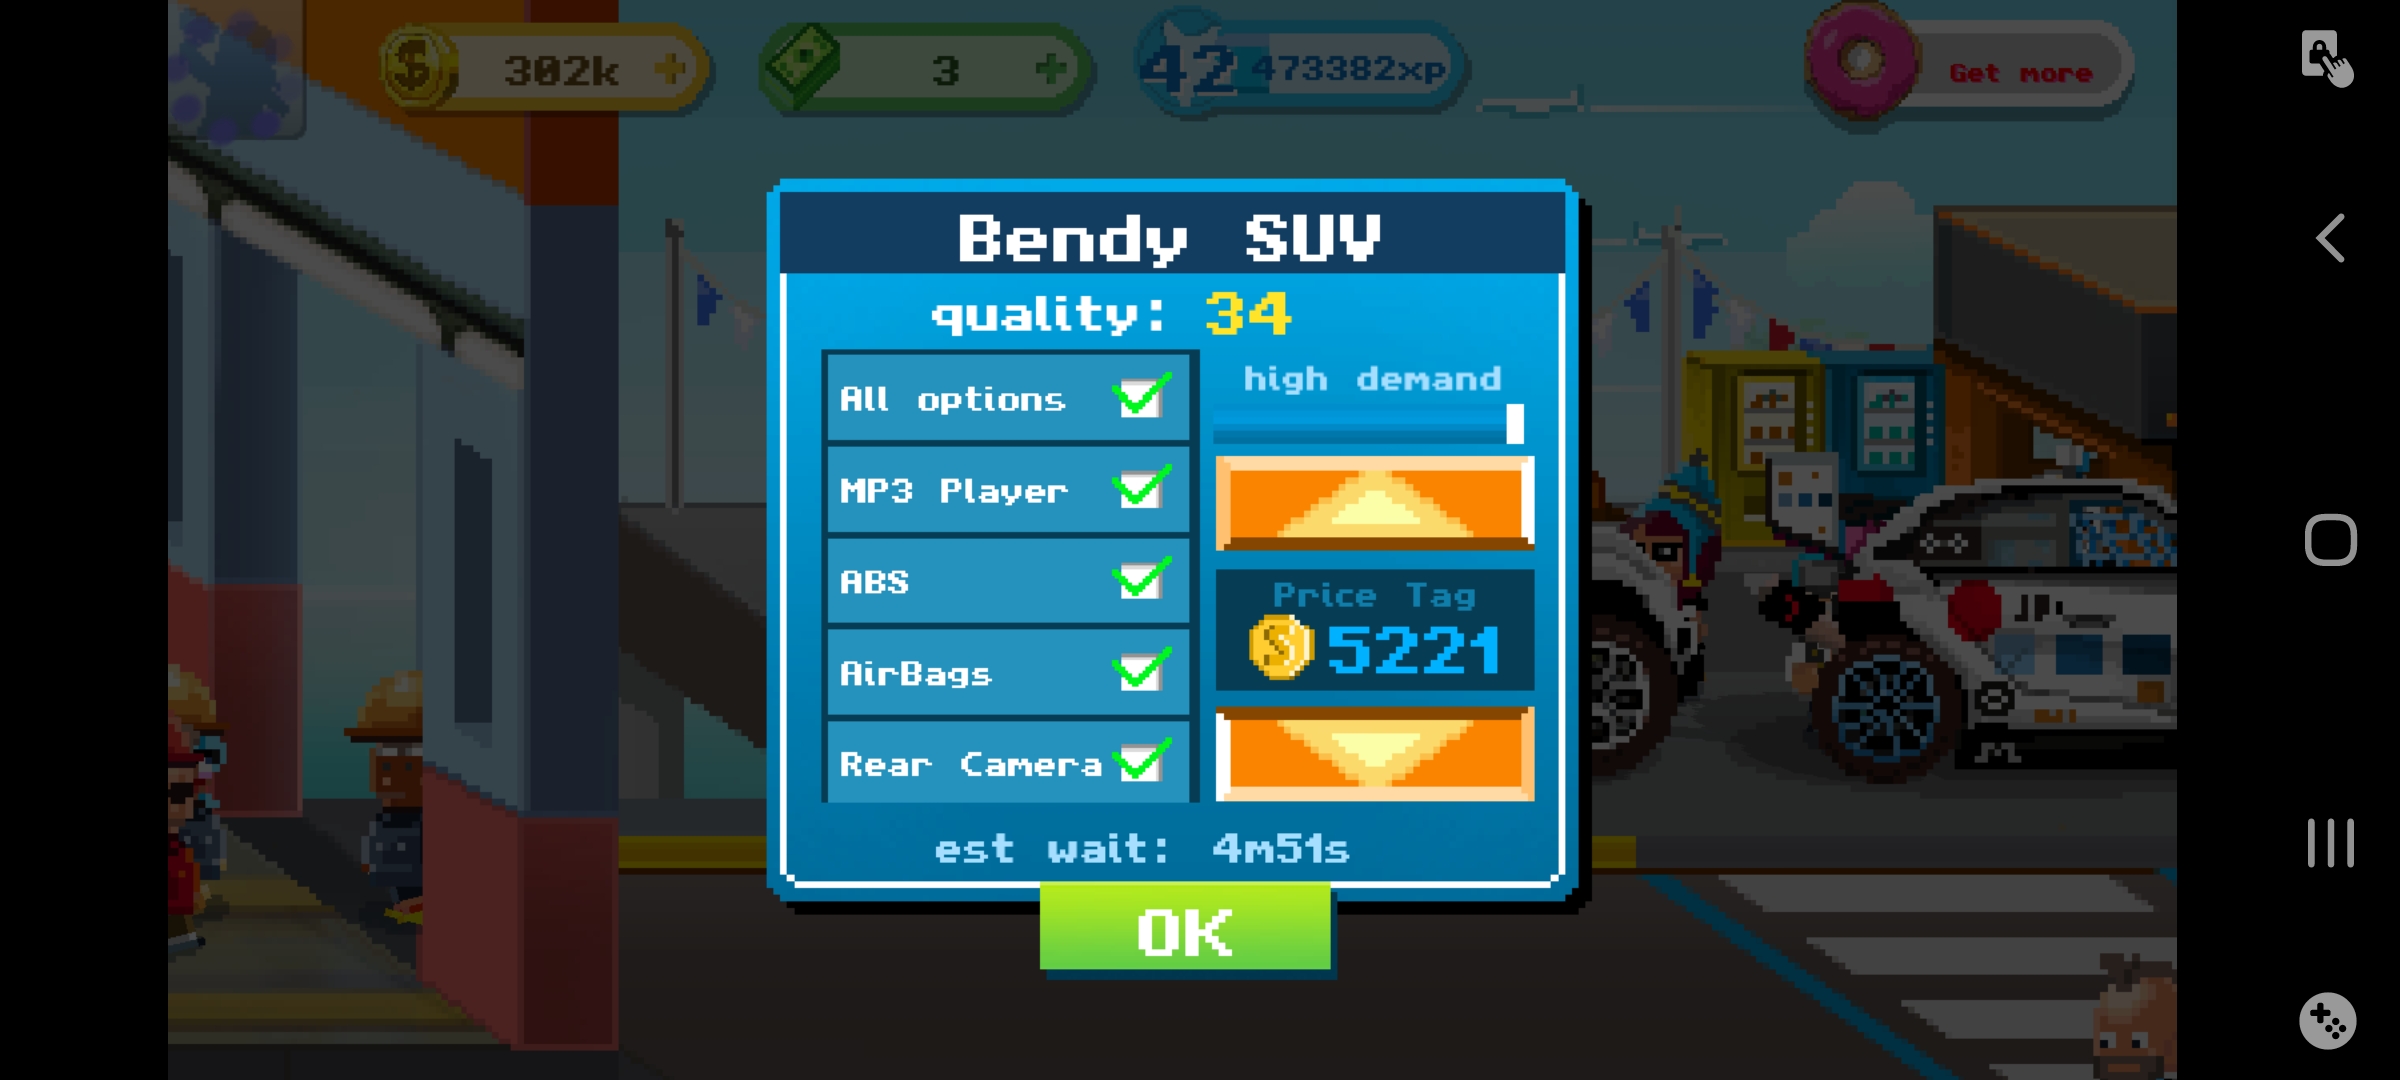 302k
3
42 473382xp
Get more
Bendy SUV
quality: 34
All options
MP3 Player
ABS
AirBags
Rear Camera
high demand
Price Tag
5221
est wait: 4m51s
OK